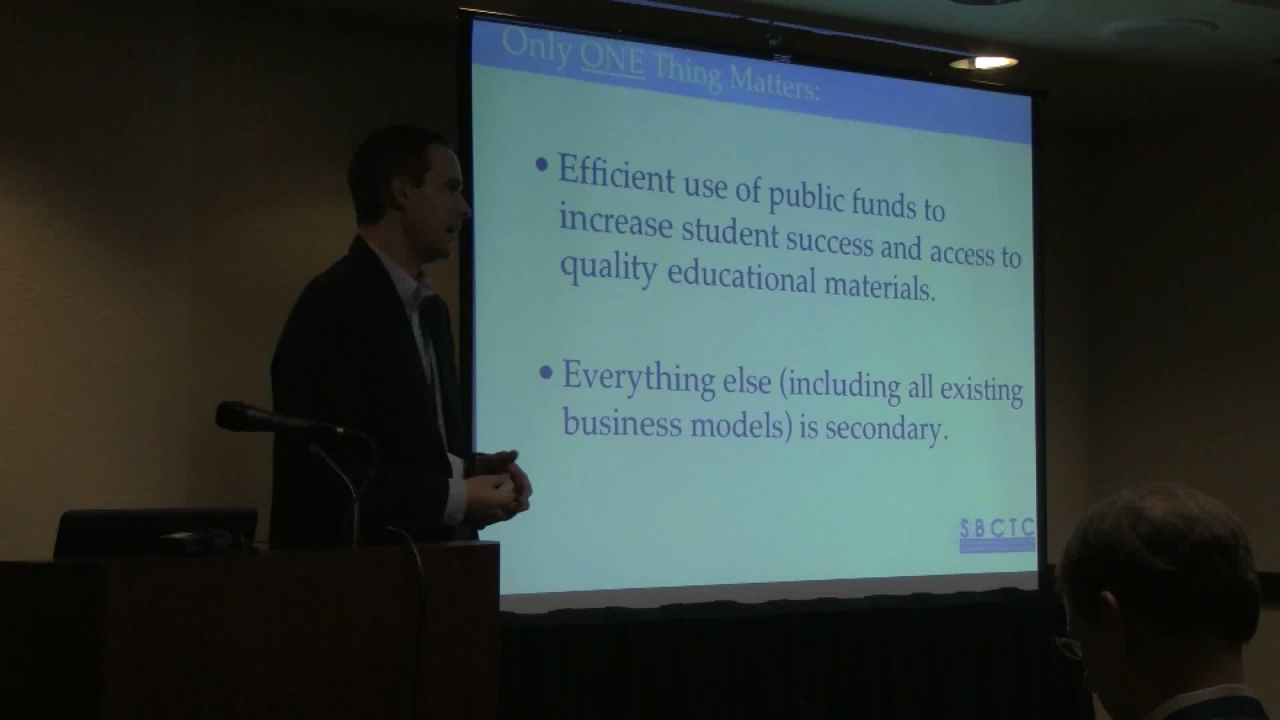 Only ONE Thing Matters:
• Efficient use of public funds to
increase student success and access to
quality educational materials.
• Everything else (including all existing
business models) is secondary.
SBCTC